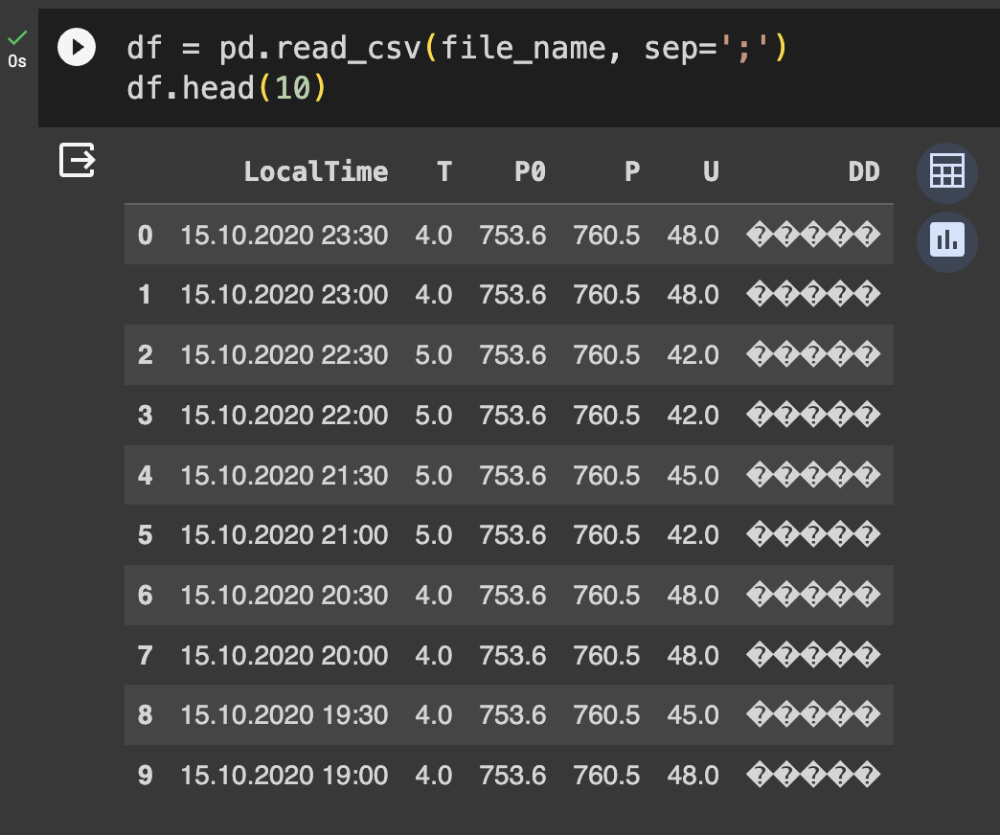 0s
df = pd.read_csv(file_name, sep=';')
df.head(10)
LocalTime T P0 P U DD
0 15.10.2020 23:30 4.0 753.6 760.5 48.0 �����
1 15.10.2020 23:00 4.0 753.6 760.5 48.0 �����
2 15.10.2020 22:30 5.0 753.6 760.5 42.0 �����
3 15.10.2020 22:00 5.0 753.6 760.5 42.0 �����
4 15.10.2020 21:30 5.0 753.6 760.5 45.0 �����
5 15.10.2020 21:00 5.0 753.6 760.5 42.0 �����
6 15.10.2020 20:30 4.0 753.6 760.5 48.0 �����
7 15.10.2020 20:00 4.0 753.6 760.5 48.0 �����
8 15.10.2020 19:30 4.0 753.6 760.5 45.0 �����
9 15.10.2020 19:00 4.0 753.6 760.5 48.0 �����